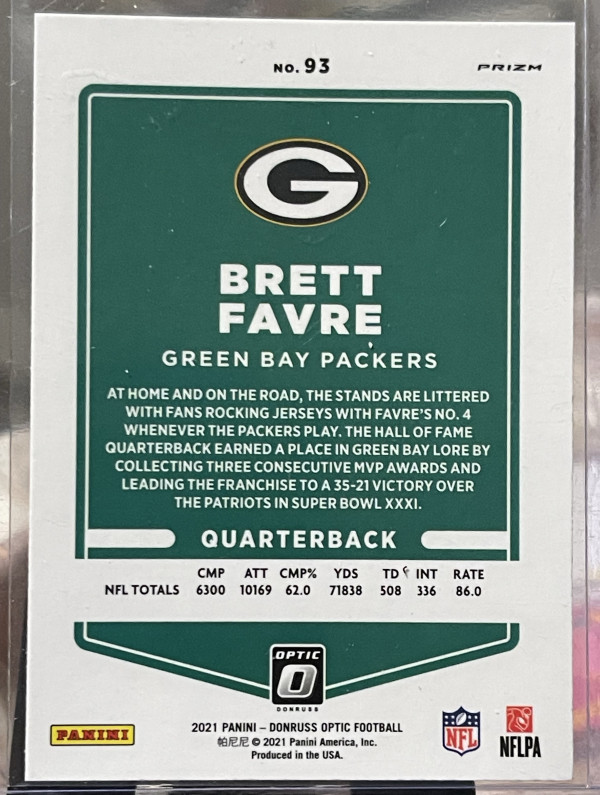 NO. 93
PRIZM
G
BRETT
FAVRE
GREEN BAY PACKERS
AT HOME AND ON THE ROAD, THE STANDS ARE LITTERED
WITH FANS ROCKING JERSEYS WITH FAVRE'S NO. 4
WHENEVER THE PACKERS PLAY. THE HALL OF FAME
QUARTERBACK EARNED A PLACE IN GREEN BAY LORE BY
COLLECTING THREE CONSECUTIVE MVP AWARDS AND
LEADING THE FRANCHISE TO A 35-21 VICTORY OVER
THE PATRIOTS IN SUPER BOWL XXXI.
QUARTERBACK
CMP ATT CMP% YDS TD INT RATE
NFL TOTALS 6300 10169 62.0 71838 508 336 86.0
OPTIC
O
DONRUSS
2021 PANINI – DONRUSS OPTIC FOOTBALL
帕尼尼 © 2021 Panini America, Inc.
Produced in the USA.
PANINI
NFL
NFLPA